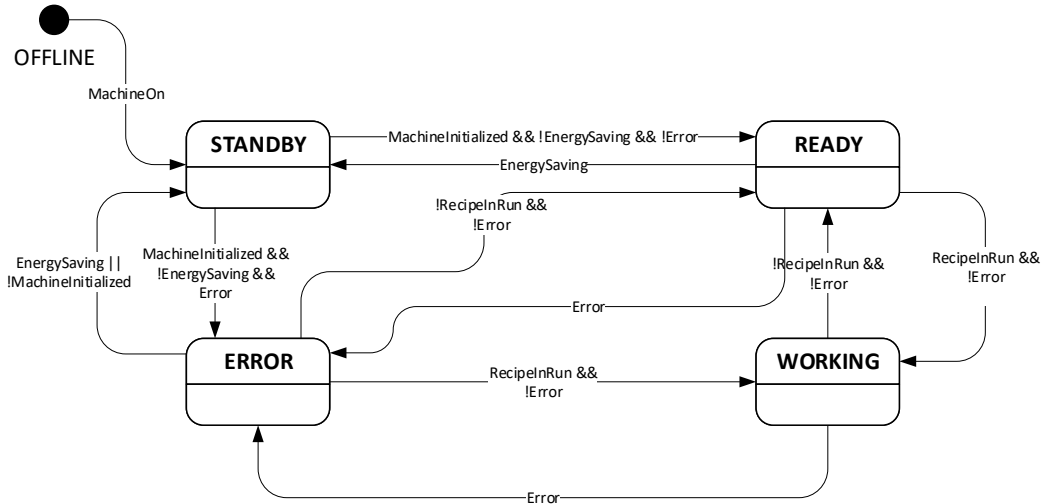 OFFLINE
MachineOn
STANDBY
MachineInitialized && !EnergySaving && !Error
READY
EnergySaving
!RecipeInRun &&
!Error
EnergySaving ||
!MachineInitialized
MachineInitialized &&
!EnergySaving &&
Error
!RecipeInRun &&
!Error
RecipeInRun &&
!Error
Error
ERROR
RecipeInRun &&
!Error
WORKING
Error